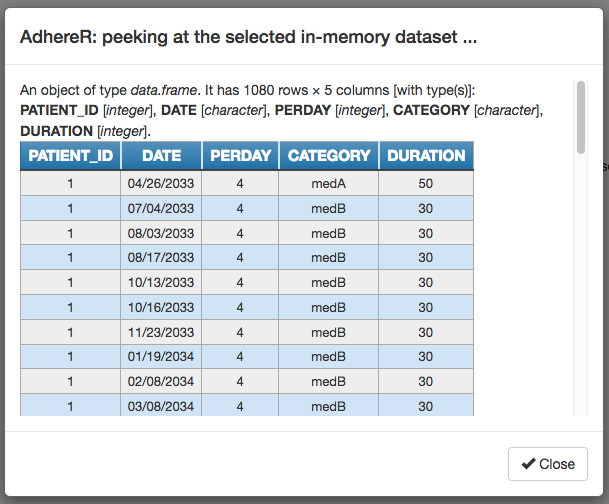 AdhereR: peeking at the selected in-memory dataset ...
An object of type data.frame. It has 1080 rows × 5 columns [with type(s)]:
PATIENT_ID [integer], DATE [character], PERDAY [integer], CATEGORY [character],
DURATION [integer].
PATIENT_ID DATE PERDAY CATEGORY DURATION
1 04/26/2033 4 medA 50
1 07/04/2033 4 medB 30
1 08/03/2033 4 medB 30
1 08/17/2033 4 medB 30
1 10/13/2033 4 medB 30
1 10/16/2033 4 medB 30
1 11/23/2033 4 medB 30
1 01/19/2034 4 medB 30
1 02/08/2034 4 medB 30
1 03/08/2034 4 medB 30
Close